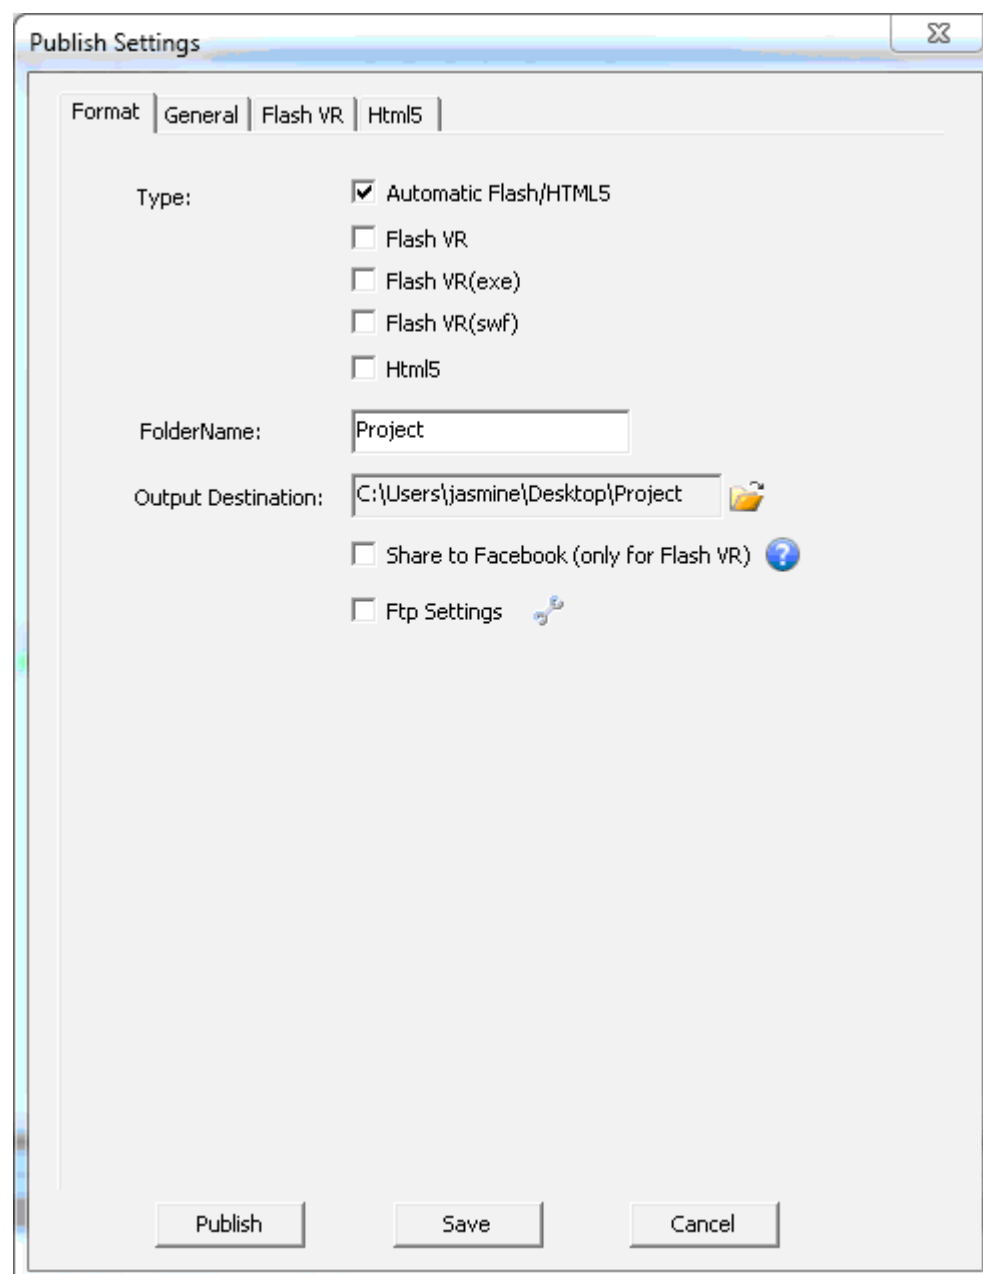 Publish Settings
Format General Flash VR Html5
Type: Automatic Flash/HTML5
Flash VR
Flash VR(exe)
Flash VR(swf)
Html5
FolderName: Project
Output Destination: C:\Users\jasmine\Desktop\Project
Share to Facebook (only for Flash VR) ?
Ftp Settings
Publish Save Cancel